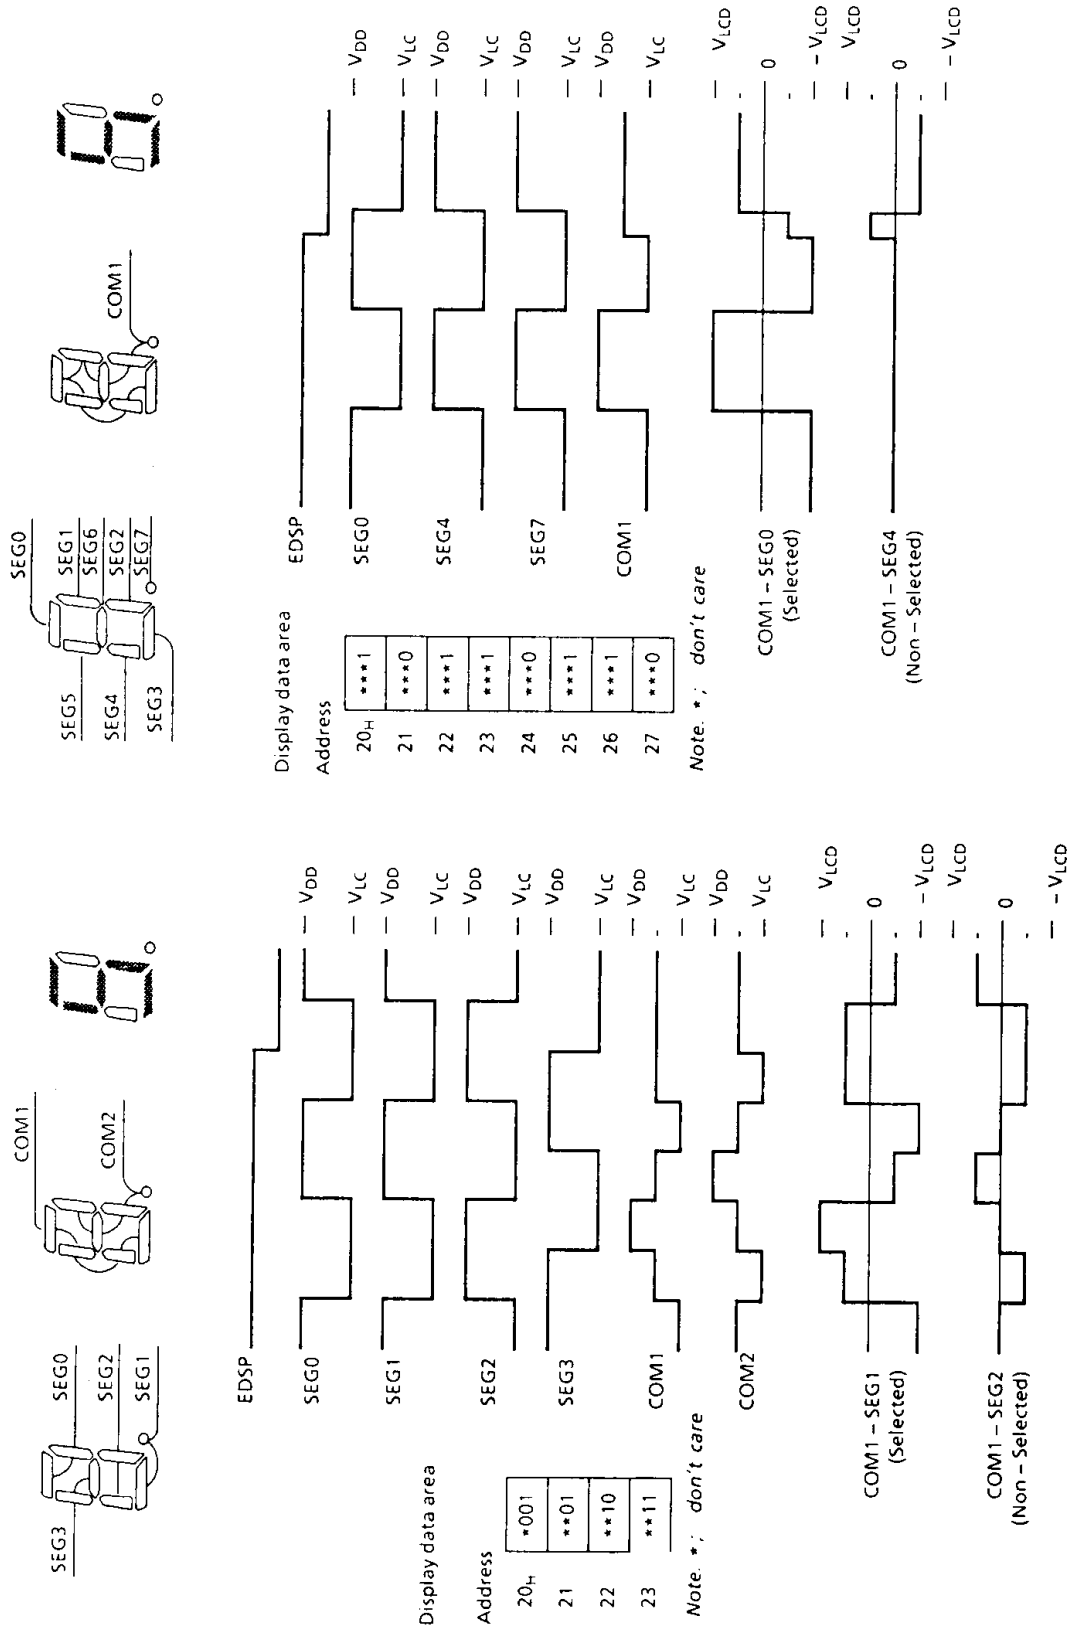 SEG0
SEG5
SEG1
SEG6
SEG4
SEG2
SEG7
SEG3
COM1
Display data area
Address
20H ***1
21 ***0
22 ***1
23 ***1
24 ***0
25 ***1
26 ***1
27 ***0
Note. *; don't care
EDSP
SEG0
VDD
VLC
SEG4
VDD
VLC
SEG7
VDD
VLC
COM1
VDD
VLC
COM1 – SEG0
(Selected)
VLCD
0
– VLCD
COM1 – SEG4
(Non – Selected)
VLCD
0
– VLCD
SEG3
SEG0
SEG2
SEG1
COM1
COM2
Display data area
Address
20H *001
21 **01
22 **10
23 **11
Note. *; don't care
EDSP
SEG0
VDD
VLC
SEG1
VDD
VLC
SEG2
VDD
VLC
SEG3
VDD
VLC
COM1
VDD
VLC
COM2
VDD
VLC
COM1 – SEG1
(Selected)
VLCD
0
– VLCD
COM1 – SEG2
(Non – Selected)
VLCD
0
– VLCD